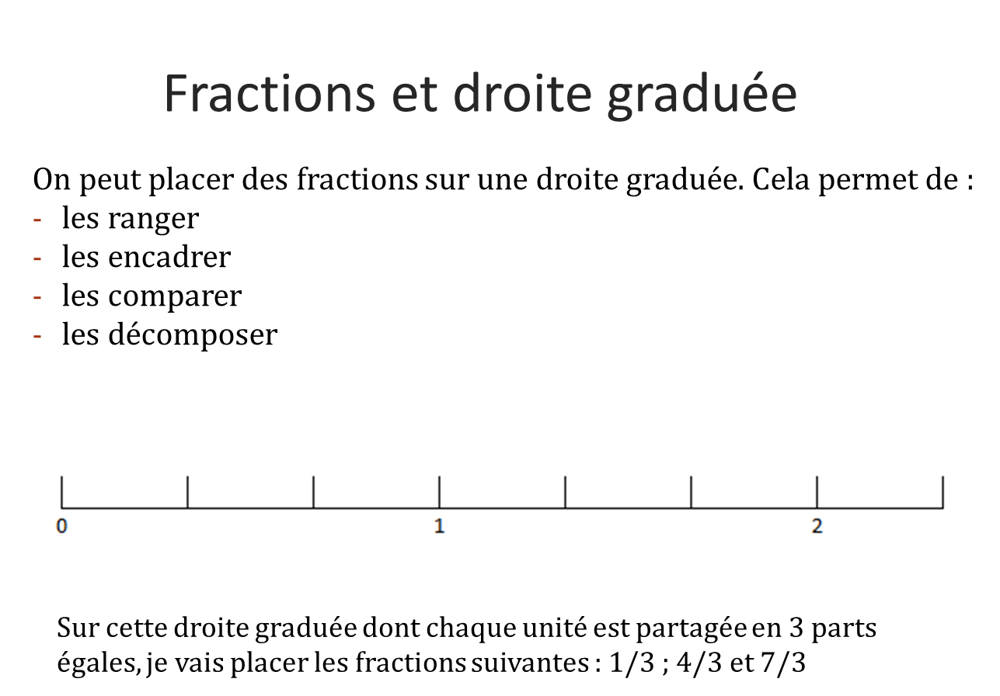 Fractions et droite graduée
On peut placer des fractions sur une droite graduée. Cela permet de :
- les ranger
- les encadrer
- les comparer
- les décomposer
0 1 2
Sur cette droite graduée dont chaque unité est partagée en 3 parts
égales, je vais placer les fractions suivantes : 1/3 ; 4/3 et 7/3